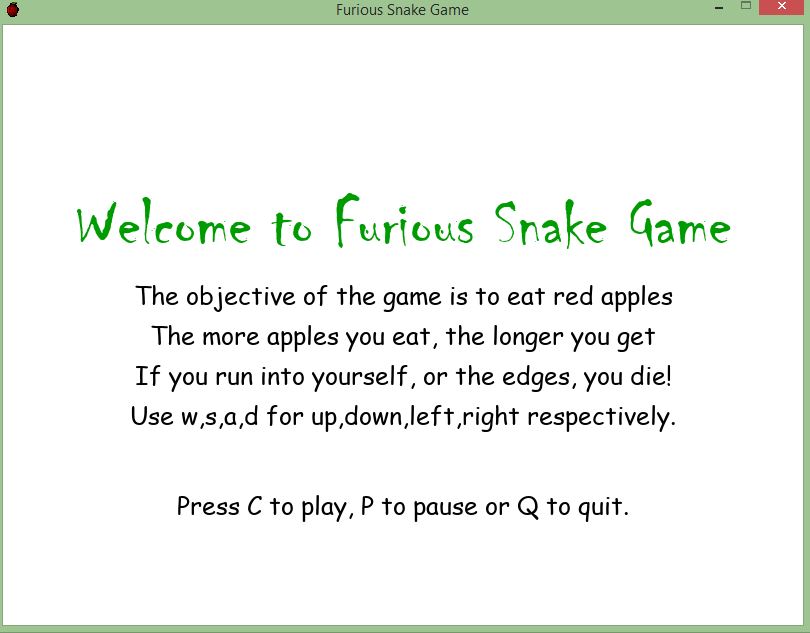 Furious Snake Game
Welcome to Furious Snake Game
The objective of the game is to eat red apples
The more apples you eat, the longer you get
If you run into yourself, or the edges, you die!
Use w,s,a,d for up,down,left,right respectively.
Press C to play, P to pause or Q to quit.